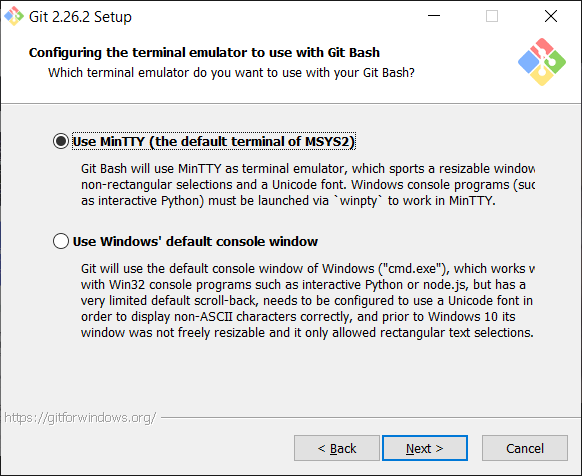 Git 2.26.2 Setup
Configuring the terminal emulator to use with Git Bash
Which terminal emulator do you want to use with your Git Bash?
Use MinTTY (the default terminal of MSYS2)
Git Bash will use MinTTY as terminal emulator, which sports a resizable window
non-rectangular selections and a Unicode font. Windows console programs (suc
as interactive Python) must be launched via `winpty` to work in MinTTY.
Use Windows' default console window
Git will use the default console window of Windows ("cmd.exe"), which works w
with Win32 console programs such as interactive Python or node.js, but has a
very limited default scroll-back, needs to be configured to use a Unicode font in
order to display non-ASCII characters correctly, and prior to Windows 10 its
window was not freely resizable and it only allowed rectangular text selections.
https://gitforwindows.org/
< Back Next > Cancel